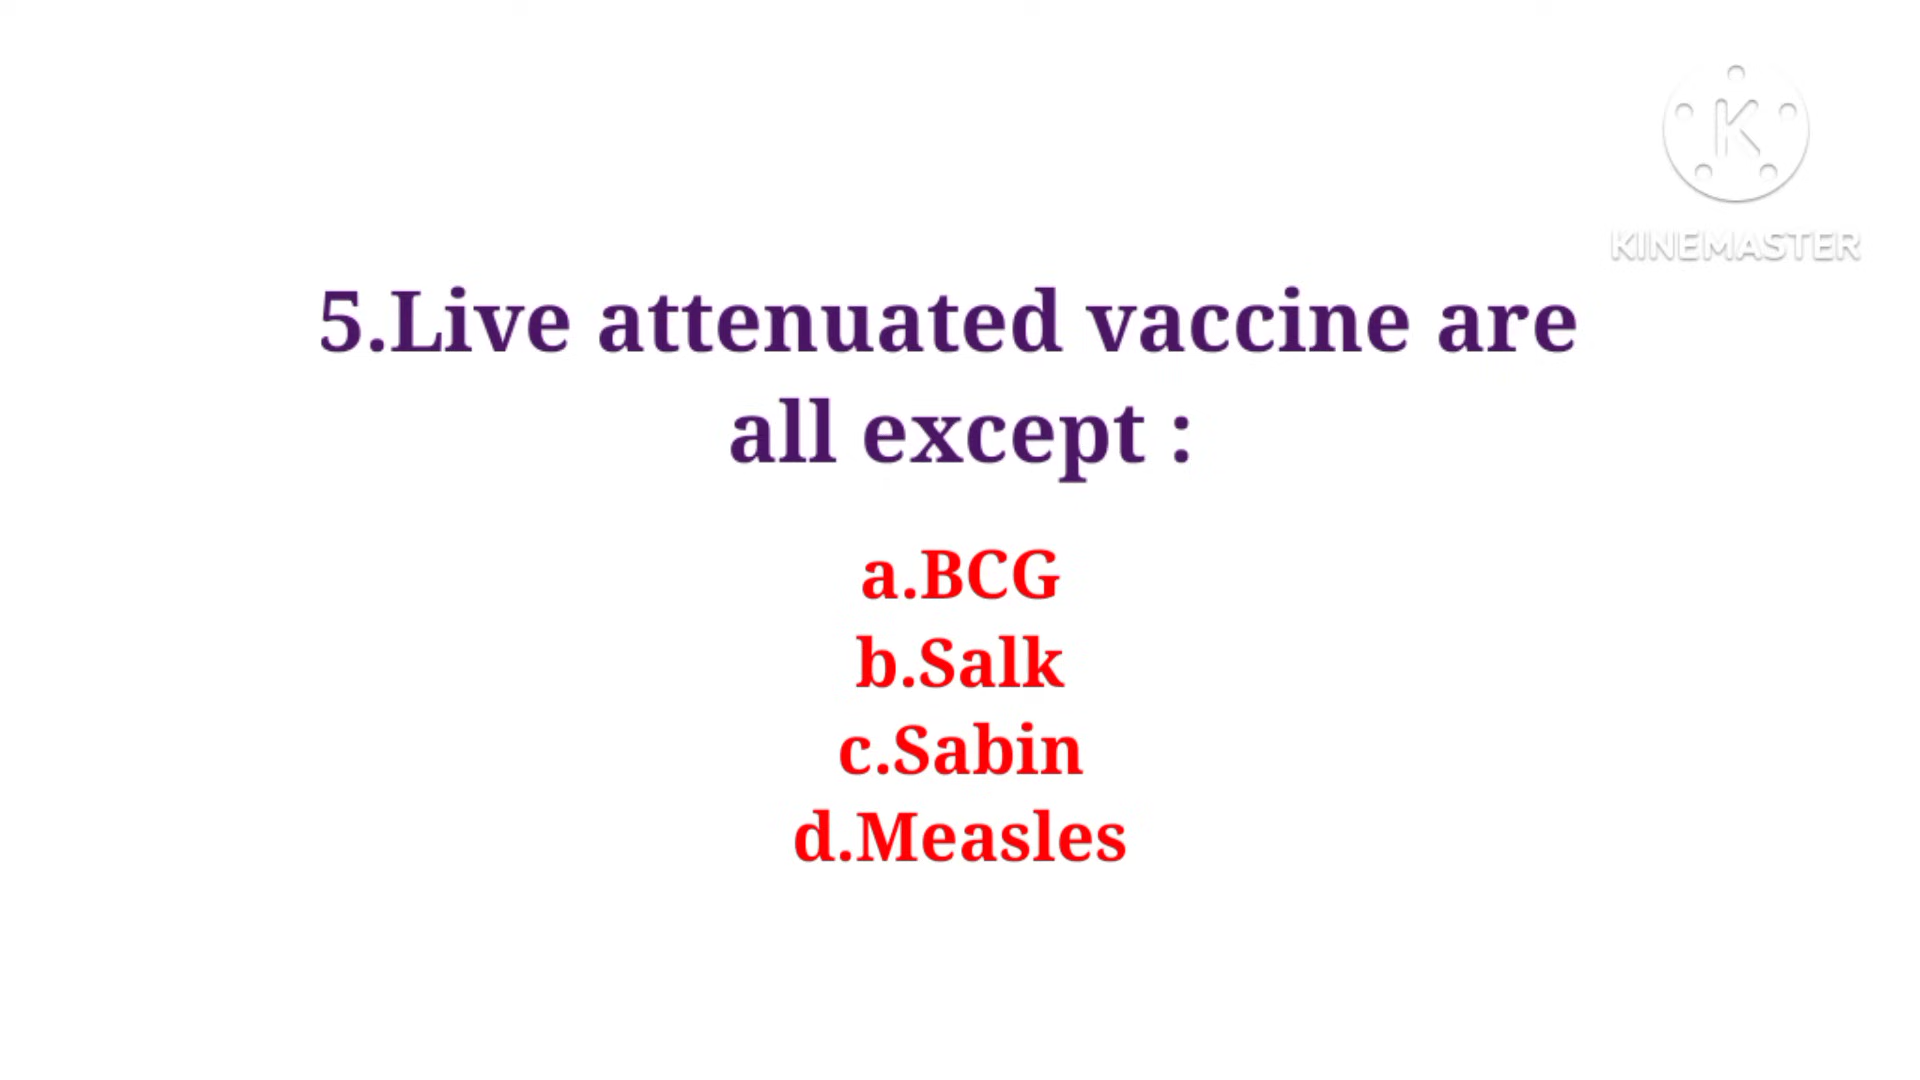 KINEMASTER
5.Live attenuated vaccine are
all except :
a.BCG
b.Salk
c.Sabin
d.Measles